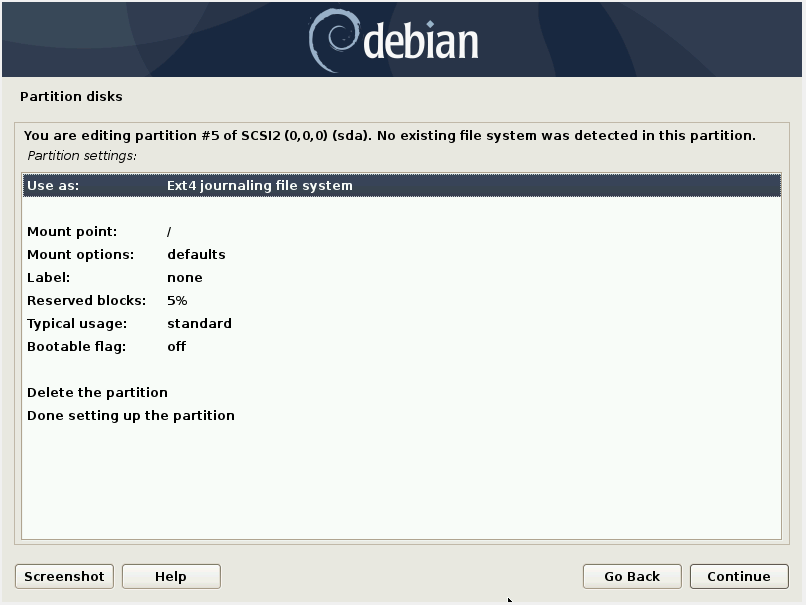 debian
Partition disks
You are editing partition #5 of SCSI2 (0,0,0) (sda). No existing file system was detected in this partition.
Partition settings:
Use as: Ext4 journaling file system
Mount point: /
Mount options: defaults
Label: none
Reserved blocks: 5%
Typical usage: standard
Bootable flag: off
Delete the partition
Done setting up the partition
Screenshot Help Go Back Continue